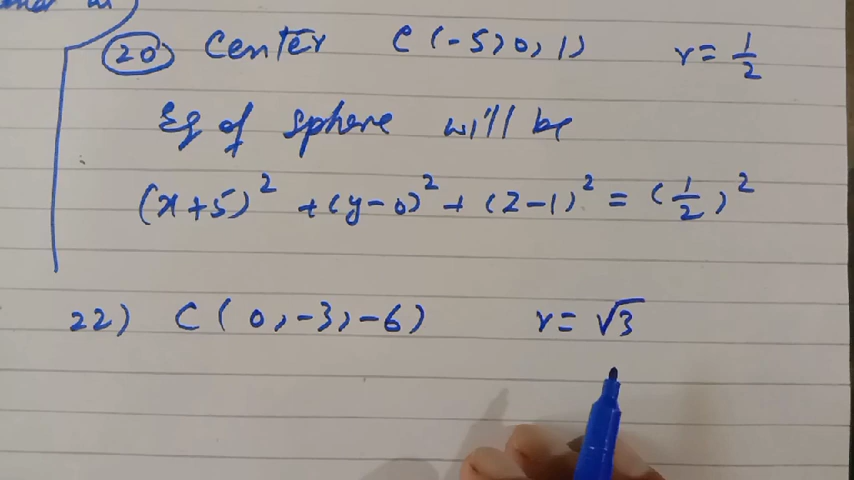 20) Center C (-5, 0, 1) r = 1/2
Eq of sphere will be
(x+5)² + (y-0)² + (z-1)² = (1/2)²
22) C (0, -3, -6) r = √3